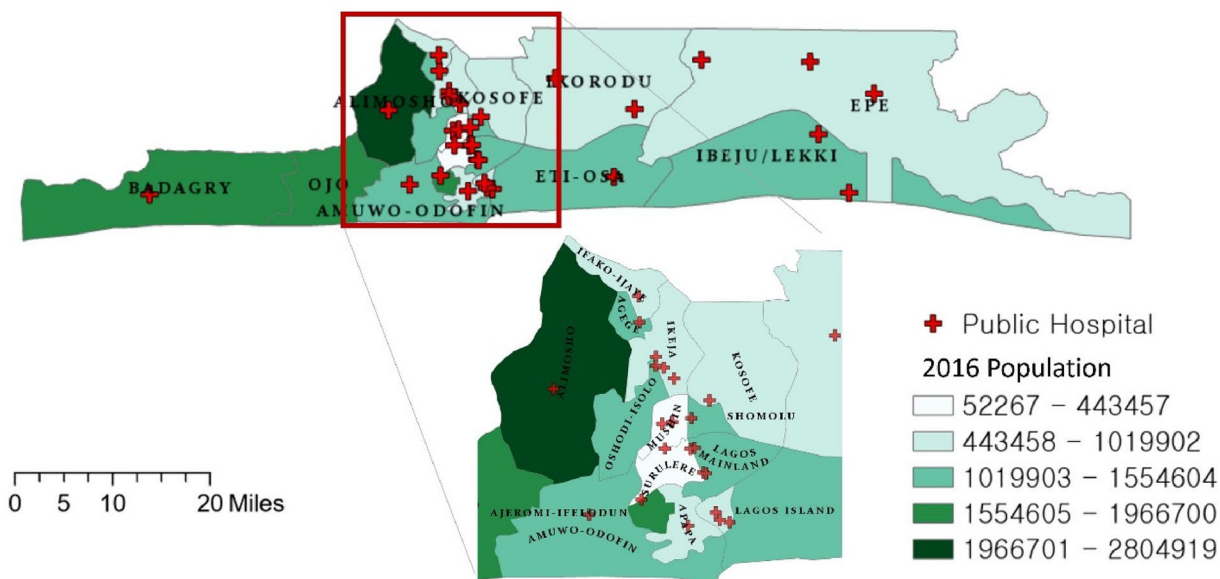 ALIMOSHO
KOSOFE
IKORODU
EPE
IBEJU/LEKKI
BADAGRY
OJO
ETI-OSA
AMUWO-ODOFIN
IFAKO-IJAYE
AGEGE
IKEJA
ALIMOSHO
KOSOFE
OSHODI-ISOLO
SHOMOLU
MUSHIN
LAGOS
MAINLAND
SURULERE
AJEROMI-IFELODUN
APAPA
LAGOS ISLAND
AMUWO-ODOFIN
Public Hospital
2016 Population
52267 – 443457
443458 – 1019902
1019903 – 1554604
1554605 – 1966700
1966701 – 2804919
0 5 10 20 Miles